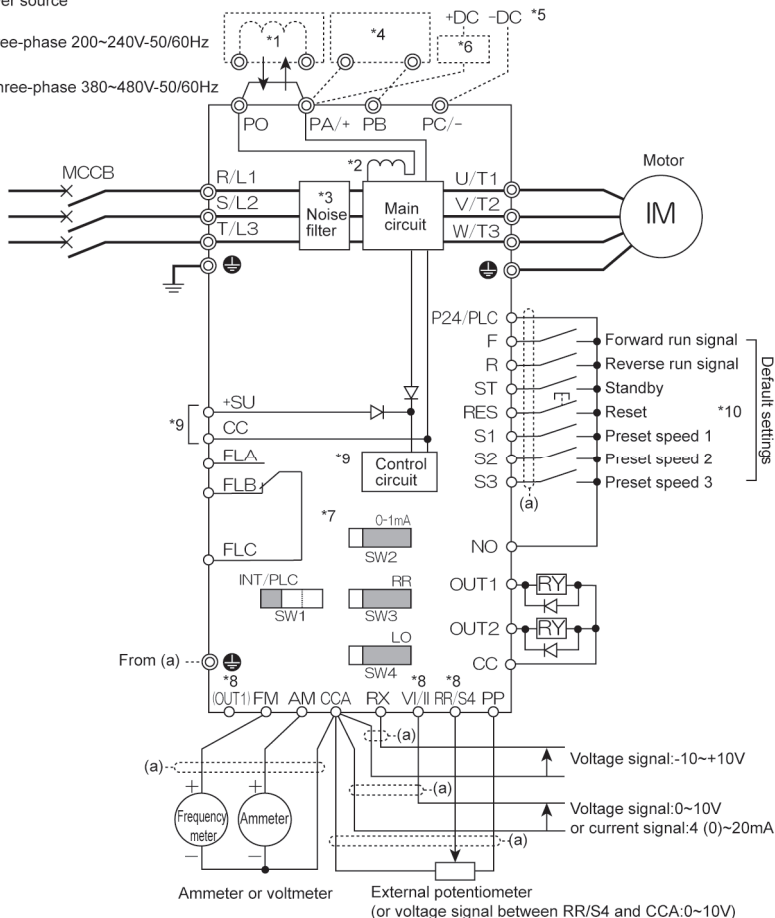 er source
+DC -DC *5
*1
*4
*6
ee-phase 200~240V-50/60Hz
hree-phase 380~480V-50/60Hz
PO PA/+ PB PC/-
MCCB
*2
Motor
R/L1
S/L2
T/L3
*3
Noise
filter
Main
circuit
U/T1
V/T2
W/T3
IM
P24/PLC
F Forward run signal
R Reverse run signal
ST Standby
RES Reset
S1 Preset speed 1
S2 Preset speed 2
S3 Preset speed 3
*10
Default settings
(a)
*9
+SU
CC
*9
Control
circuit
FLA
FLB
FLC
*7
0-1mA
SW2
INT/PLC
SW1
RR
SW3
LO
SW4
NO
OUT1 RY
OUT2 RY
CC
From (a)
*8 *8 *8
(OUT1) FM AM CCA RX VI/II RR/S4 PP
(a)
(a)
(a)
(a)
Voltage signal:-10~+10V
Voltage signal:0~10V
or current signal:4 (0)~20mA
+ +
Frequency
meter
Ammeter
− −
Ammeter or voltmeter
External potentiometer
(or voltage signal between RR/S4 and CCA:0~10V)